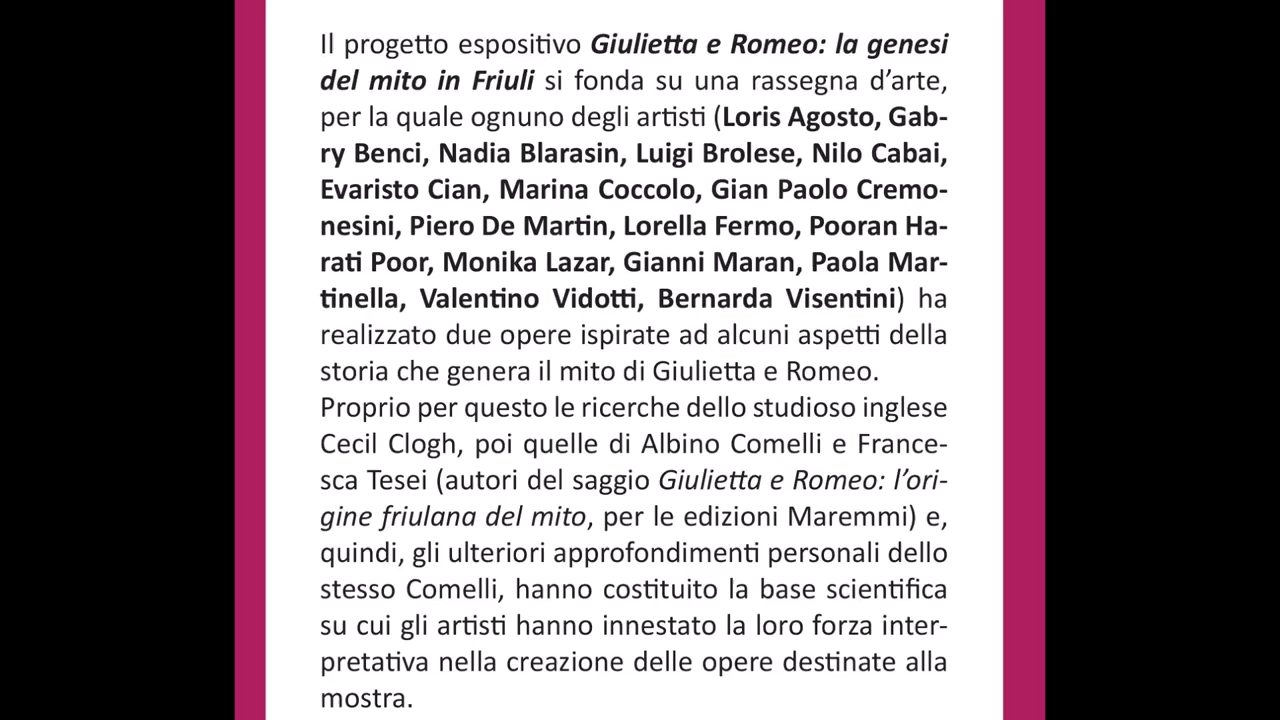 Il progetto espositivo Giulietta e Romeo: la genesi
del mito in Friuli si fonda su una rassegna d’arte,
per la quale ognuno degli artisti (Loris Agosto, Gab-
ry Benci, Nadia Blarasin, Luigi Brolese, Nilo Cabai,
Evaristo Cian, Marina Coccolo, Gian Paolo Cremo-
nesini, Piero De Martin, Lorella Fermo, Pooran Ha-
rati Poor, Monika Lazar, Gianni Maran, Paola Mar-
tinella, Valentino Vidotti, Bernarda Visentini) ha
realizzato due opere ispirate ad alcuni aspetti della
storia che genera il mito di Giulietta e Romeo.
Proprio per questo le ricerche dello studioso inglese
Cecil Clogh, poi quelle di Albino Comelli e France-
sca Tesei (autori del saggio Giulietta e Romeo: l’ori-
gine friulana del mito, per le edizioni Maremmi) e,
quindi, gli ulteriori approfondimenti personali dello
stesso Comelli, hanno costituito la base scientifica
su cui gli artisti hanno innestato la loro forza inter-
pretativa nella creazione delle opere destinate alla
mostra.